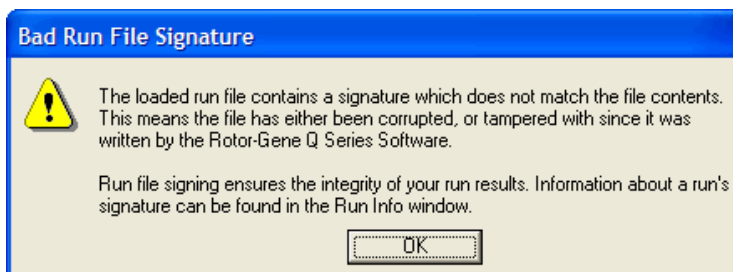 Bad Run File Signature
The loaded run file contains a signature which does not match the file contents.
This means the file has either been corrupted, or tampered with since it was
written by the Rotor-Gene Q Series Software.
Run file signing ensures the integrity of your run results. Information about a run's
signature can be found in the Run Info window.
OK